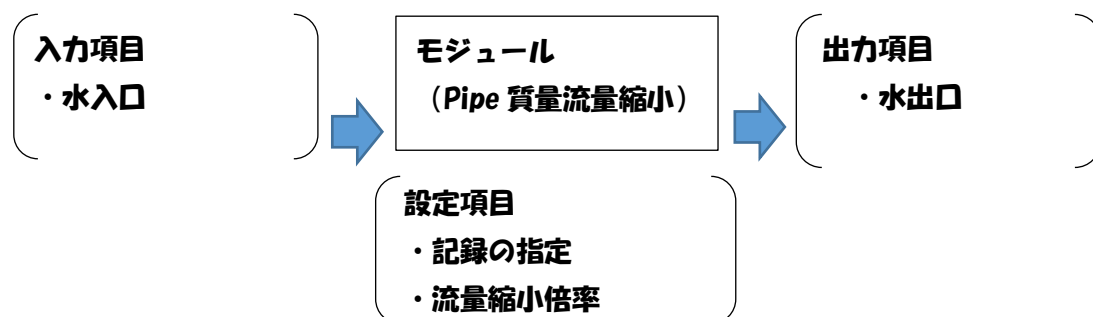 入力項目
・水入口
モジュール
（Pipe 質量流量縮小）
出力項目
・水出口
設定項目
・記録の指定
・流量縮小倍率